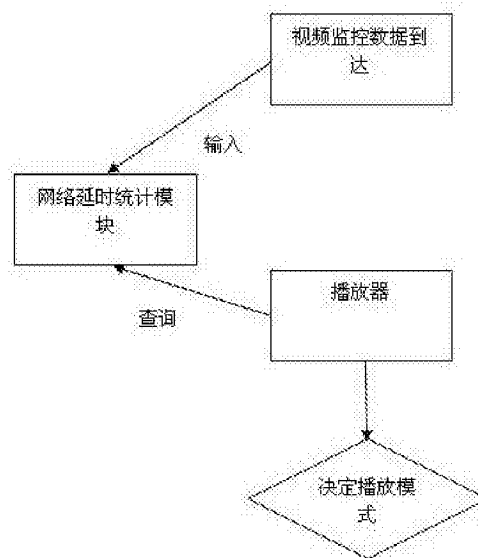 视频监控数据到
达
输入
网络延时统计模
块
播放器
查询
决定播放模
式